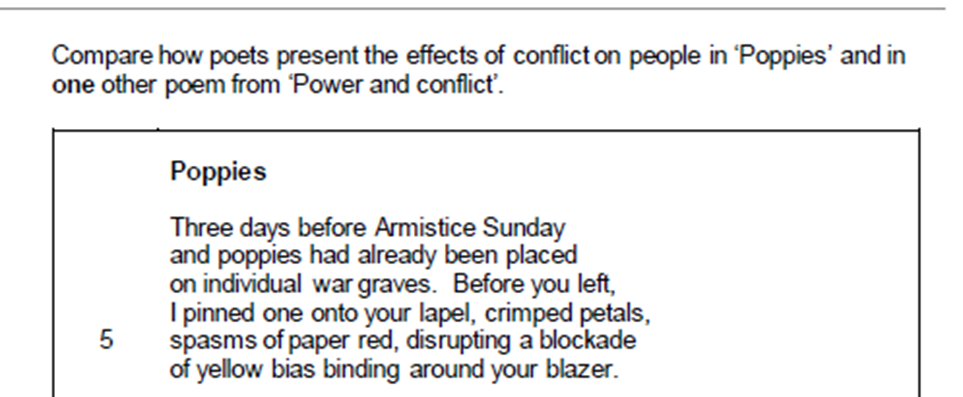 Compare how poets present the effects of conflict on people in ‘Poppies’ and in
one other poem from ‘Power and conflict’.
Poppies
Three days before Armistice Sunday
and poppies had already been placed
on individual war graves. Before you left,
I pinned one onto your lapel, crimped petals,
5 spasms of paper red, disrupting a blockade
of yellow bias binding around your blazer.